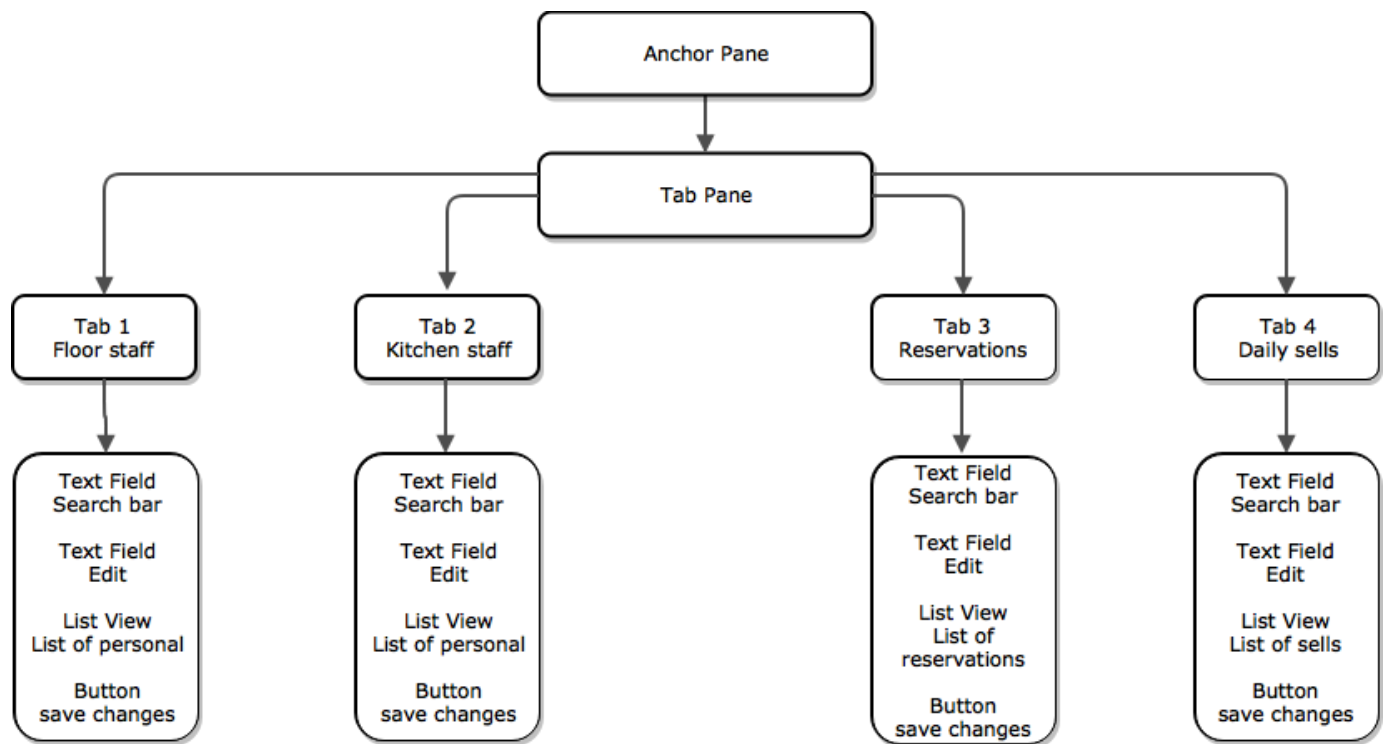 Anchor Pane
Tab Pane
Tab 1
Floor staff
Tab 2
Kitchen staff
Tab 3
Reservations
Tab 4
Daily sells
Text Field
Search bar
Text Field
Edit
List View
List of personal
Button
save changes
Text Field
Search bar
Text Field
Edit
List View
List of personal
Button
save changes
Text Field
Search bar
Text Field
Edit
List View
List of
reservations
Button
save changes
Text Field
Search bar
Text Field
Edit
List View
List of sells
Button
save changes